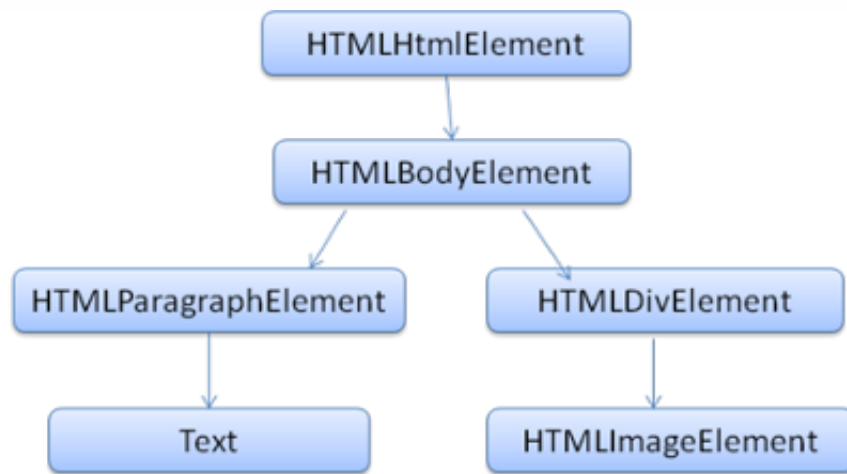 HTMLHtmlElement
HTMLBodyElement
HTMLParagraphElement
HTMLDivElement
Text
HTMLImageElement